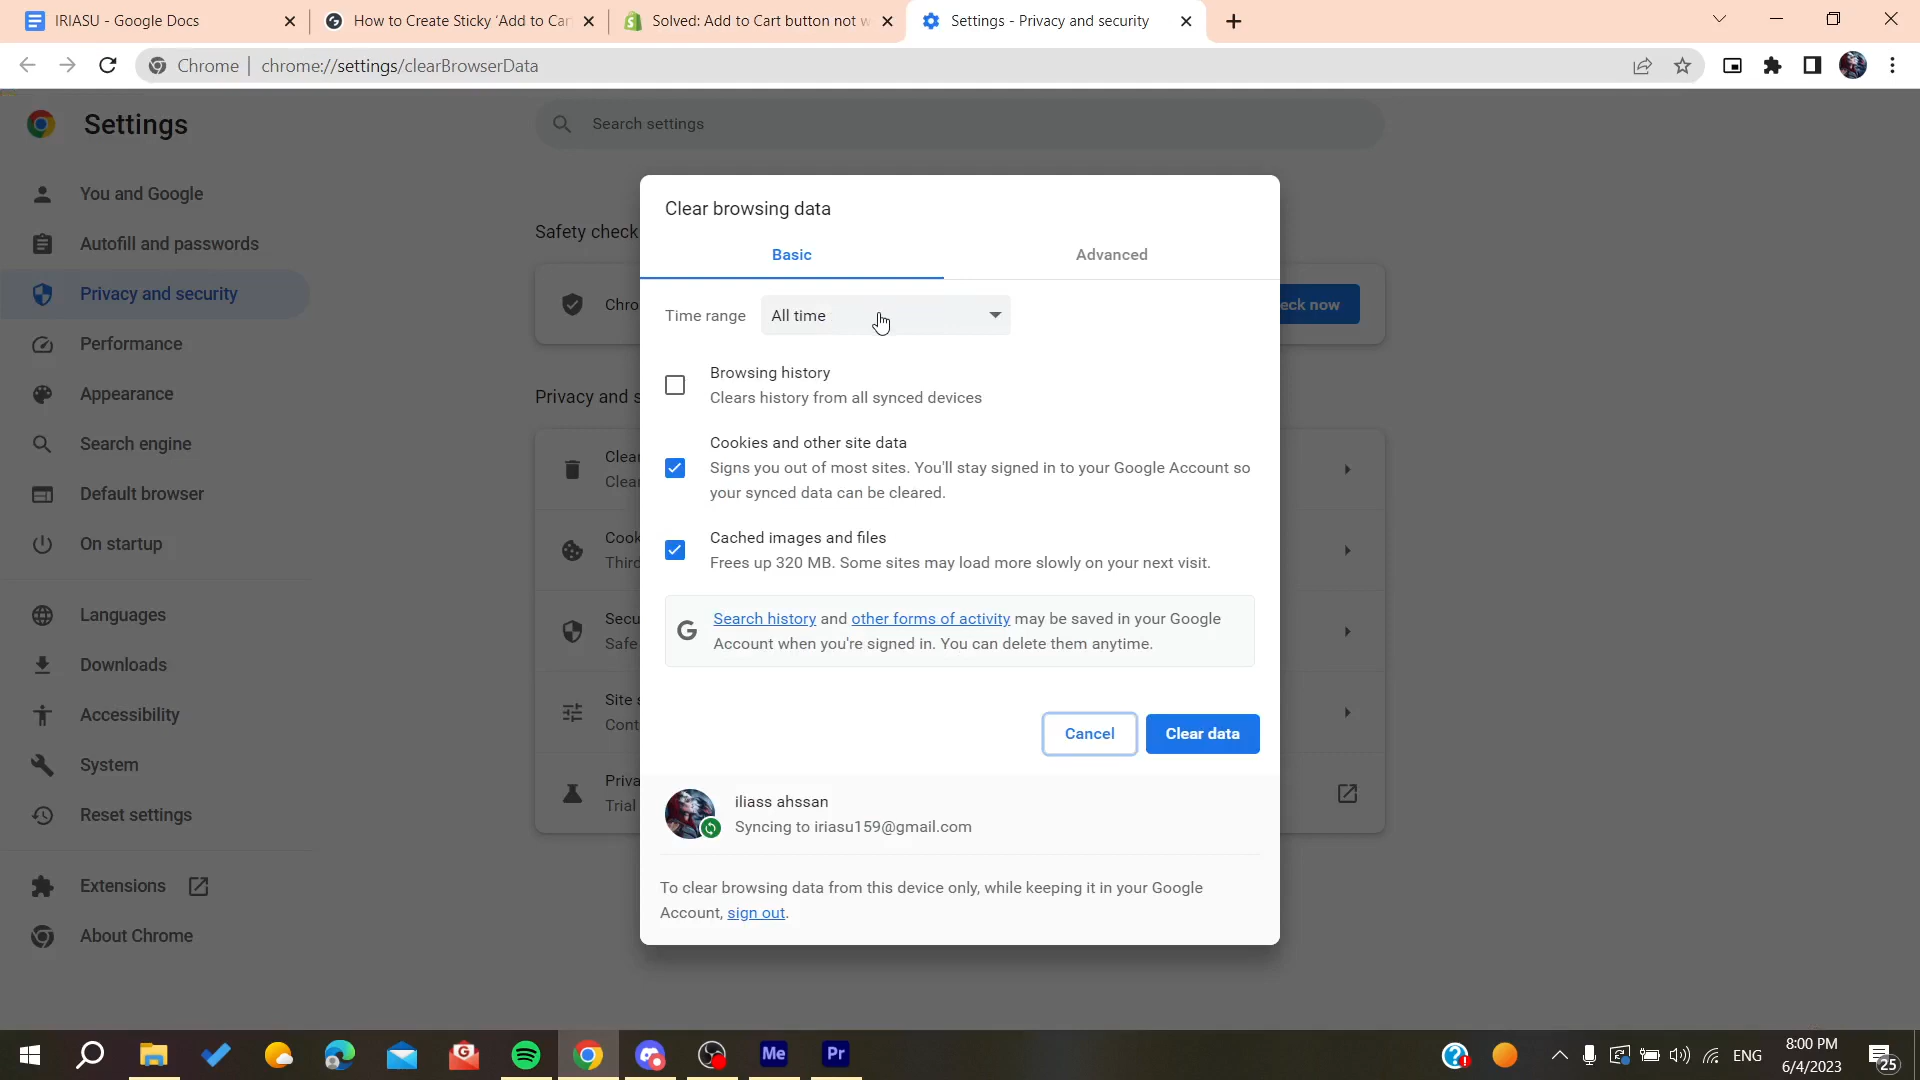 IRIASU - Google Docs
How to Create Sticky 'Add to Car
Solved: Add to Cart button not w
Settings - Privacy and security
Chrome
chrome://settings/clearBrowserData
Settings
Search settings
You and Google
Autofill and passwords
Privacy and security
Performance
Appearance
Search engine
Default browser
On startup
Languages
Downloads
Accessibility
System
Reset settings
Extensions
About Chrome
Safety check
Chro
eck now
Privacy and s
Clear
Clear
Cook
Third
Secu
Safe
Site s
Cont
Priva
Trial
Clear browsing data
Basic
Advanced
Time range
All time
Browsing history
Clears history from all synced devices
Cookies and other site data
Signs you out of most sites. You'll stay signed in to your Google Account so
your synced data can be cleared.
Cached images and files
Frees up 320 MB. Some sites may load more slowly on your next visit.
Search history and other forms of activity may be saved in your Google
Account when you're signed in. You can delete them anytime.
Cancel
Clear data
iliass ahssan
Syncing to iriasu159@gmail.com
To clear browsing data from this device only, while keeping it in your Google
Account, sign out.
Me
Pr
ENG
8:00 PM
6/4/2023
25